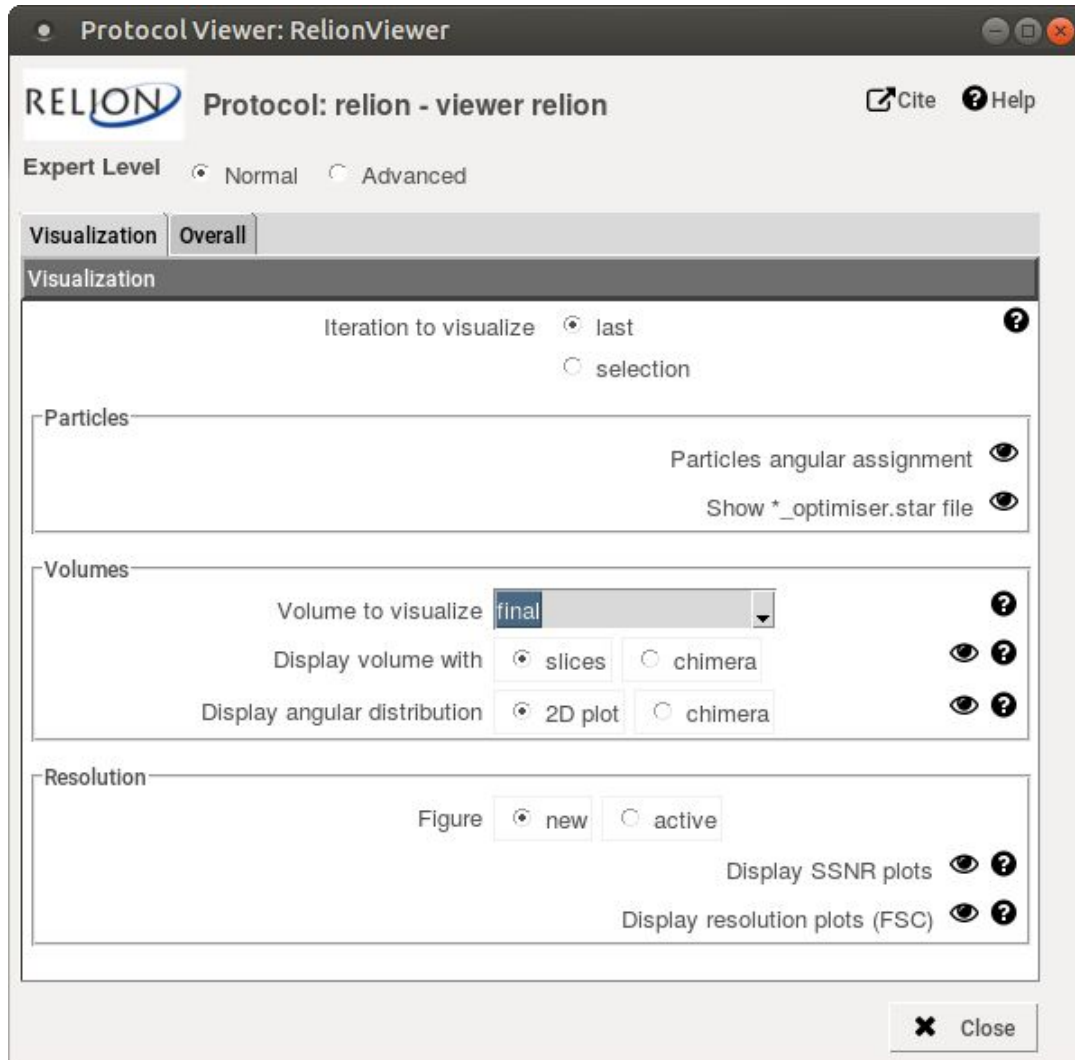 Protocol Viewer: RelionViewer
RELION Protocol: relion - viewer relion Cite Help
Expert Level Normal Advanced
Visualization Overall
Visualization
Iteration to visualize last
selection
Particles
Particles angular assignment
Show *_optimiser.star file
Volumes
Volume to visualize final
Display volume with slices chimera
Display angular distribution 2D plot chimera
Resolution
Figure new active
Display SSNR plots
Display resolution plots (FSC)
Close